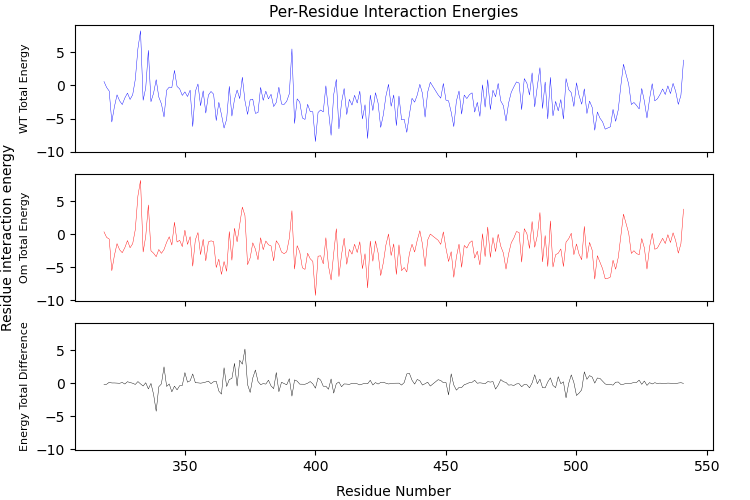 Per-Residue Interaction Energies
Residue interaction energy
WT Total Energy
5
0
−5
−10
Om Total Energy
5
0
−5
−10
Energy Total Difference
5
0
−5
−10
350 400 450 500 550
Residue Number